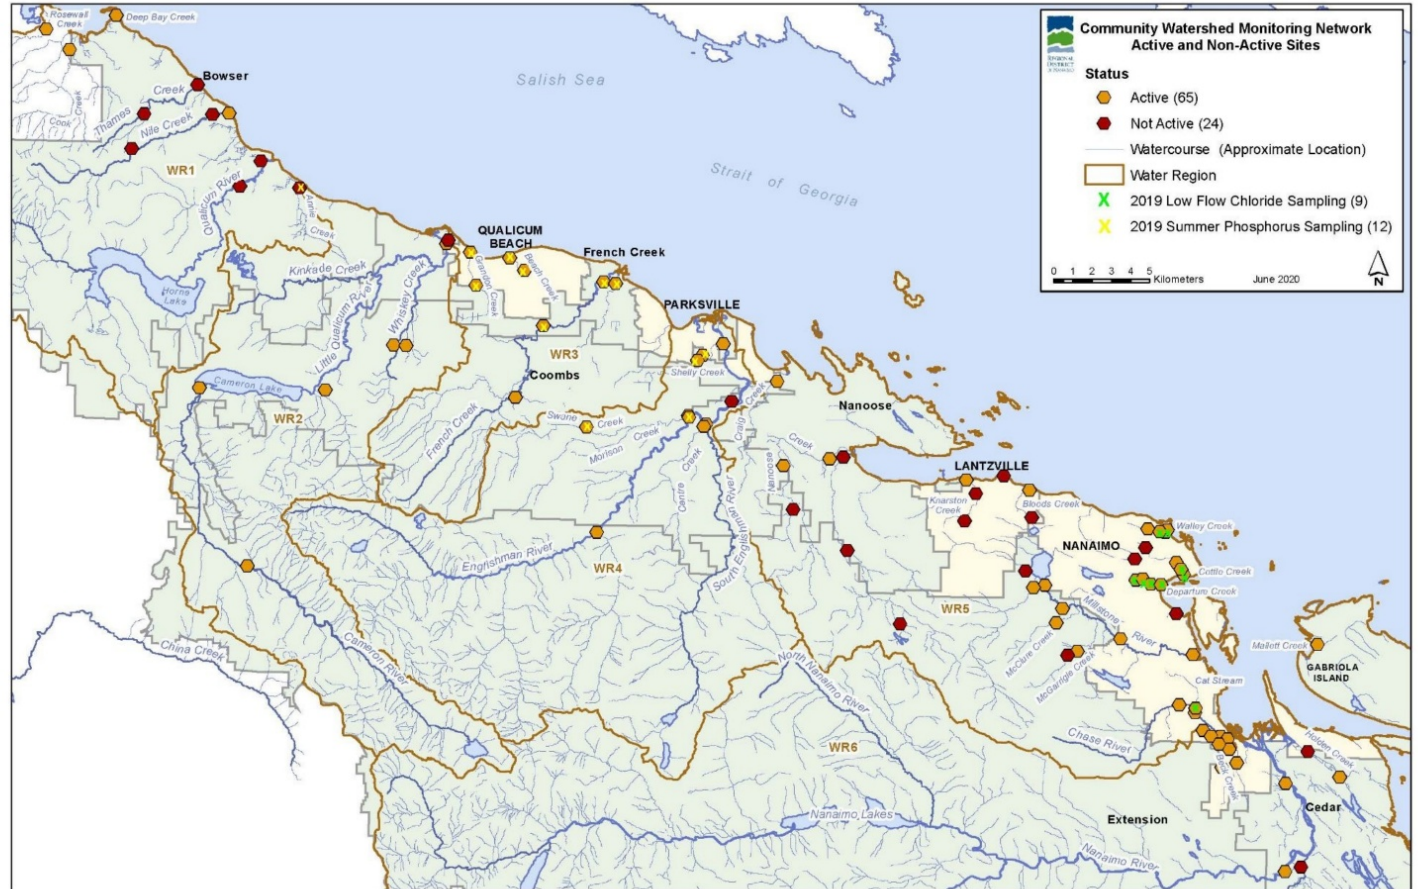 Community Watershed Monitoring Network
Active and Non-Active Sites
REGIONAL
DISTRICT
OF NANAIMO
Status
Active (65)
Not Active (24)
Watercourse (Approximate Location)
Water Region
X 2019 Low Flow Chloride Sampling (9)
X 2019 Summer Phosphorus Sampling (12)
0 1 2 3 4 5
Kilometers
June 2020
N
Rosewall
Creek
Deep Bay Creek
Bowser
Thames Creek
Cook Creek
Nile Creek
WR1
Qualicum River
Annie Creek
Horne
Lake
Salish Sea
Strait of Georgia
Kinkade Creek
Little Qualicum River
Whiskey Creek
QUALICUM
BEACH
Grandon Creek
Beach Creek
French Creek
PARKSVILLE
WR3
Coombs
Shelly Creek
Cameron Lake
WR2
French Creek
Swane Creek
Morison Creek
Craig Creek
Centre Creek
Nanoose
Nanoose Creek
South Englishman River
Englishman River
WR4
LANTZVILLE
Knarston
Creek
Bloods Creek
Walley Creek
NANAIMO
Cottle Creek
Departure Creek
WR5
Millstone River
McClure Creek
McGarrigle Creek
Cat Stream
Mallett Creek
GABRIOLA
ISLAND
China Creek
Cameron River
North Nanaimo River
Chase River
Beck Creek
Holden Creek
WR6
Cedar
Extension
Nanaimo Lakes
Nanaimo River